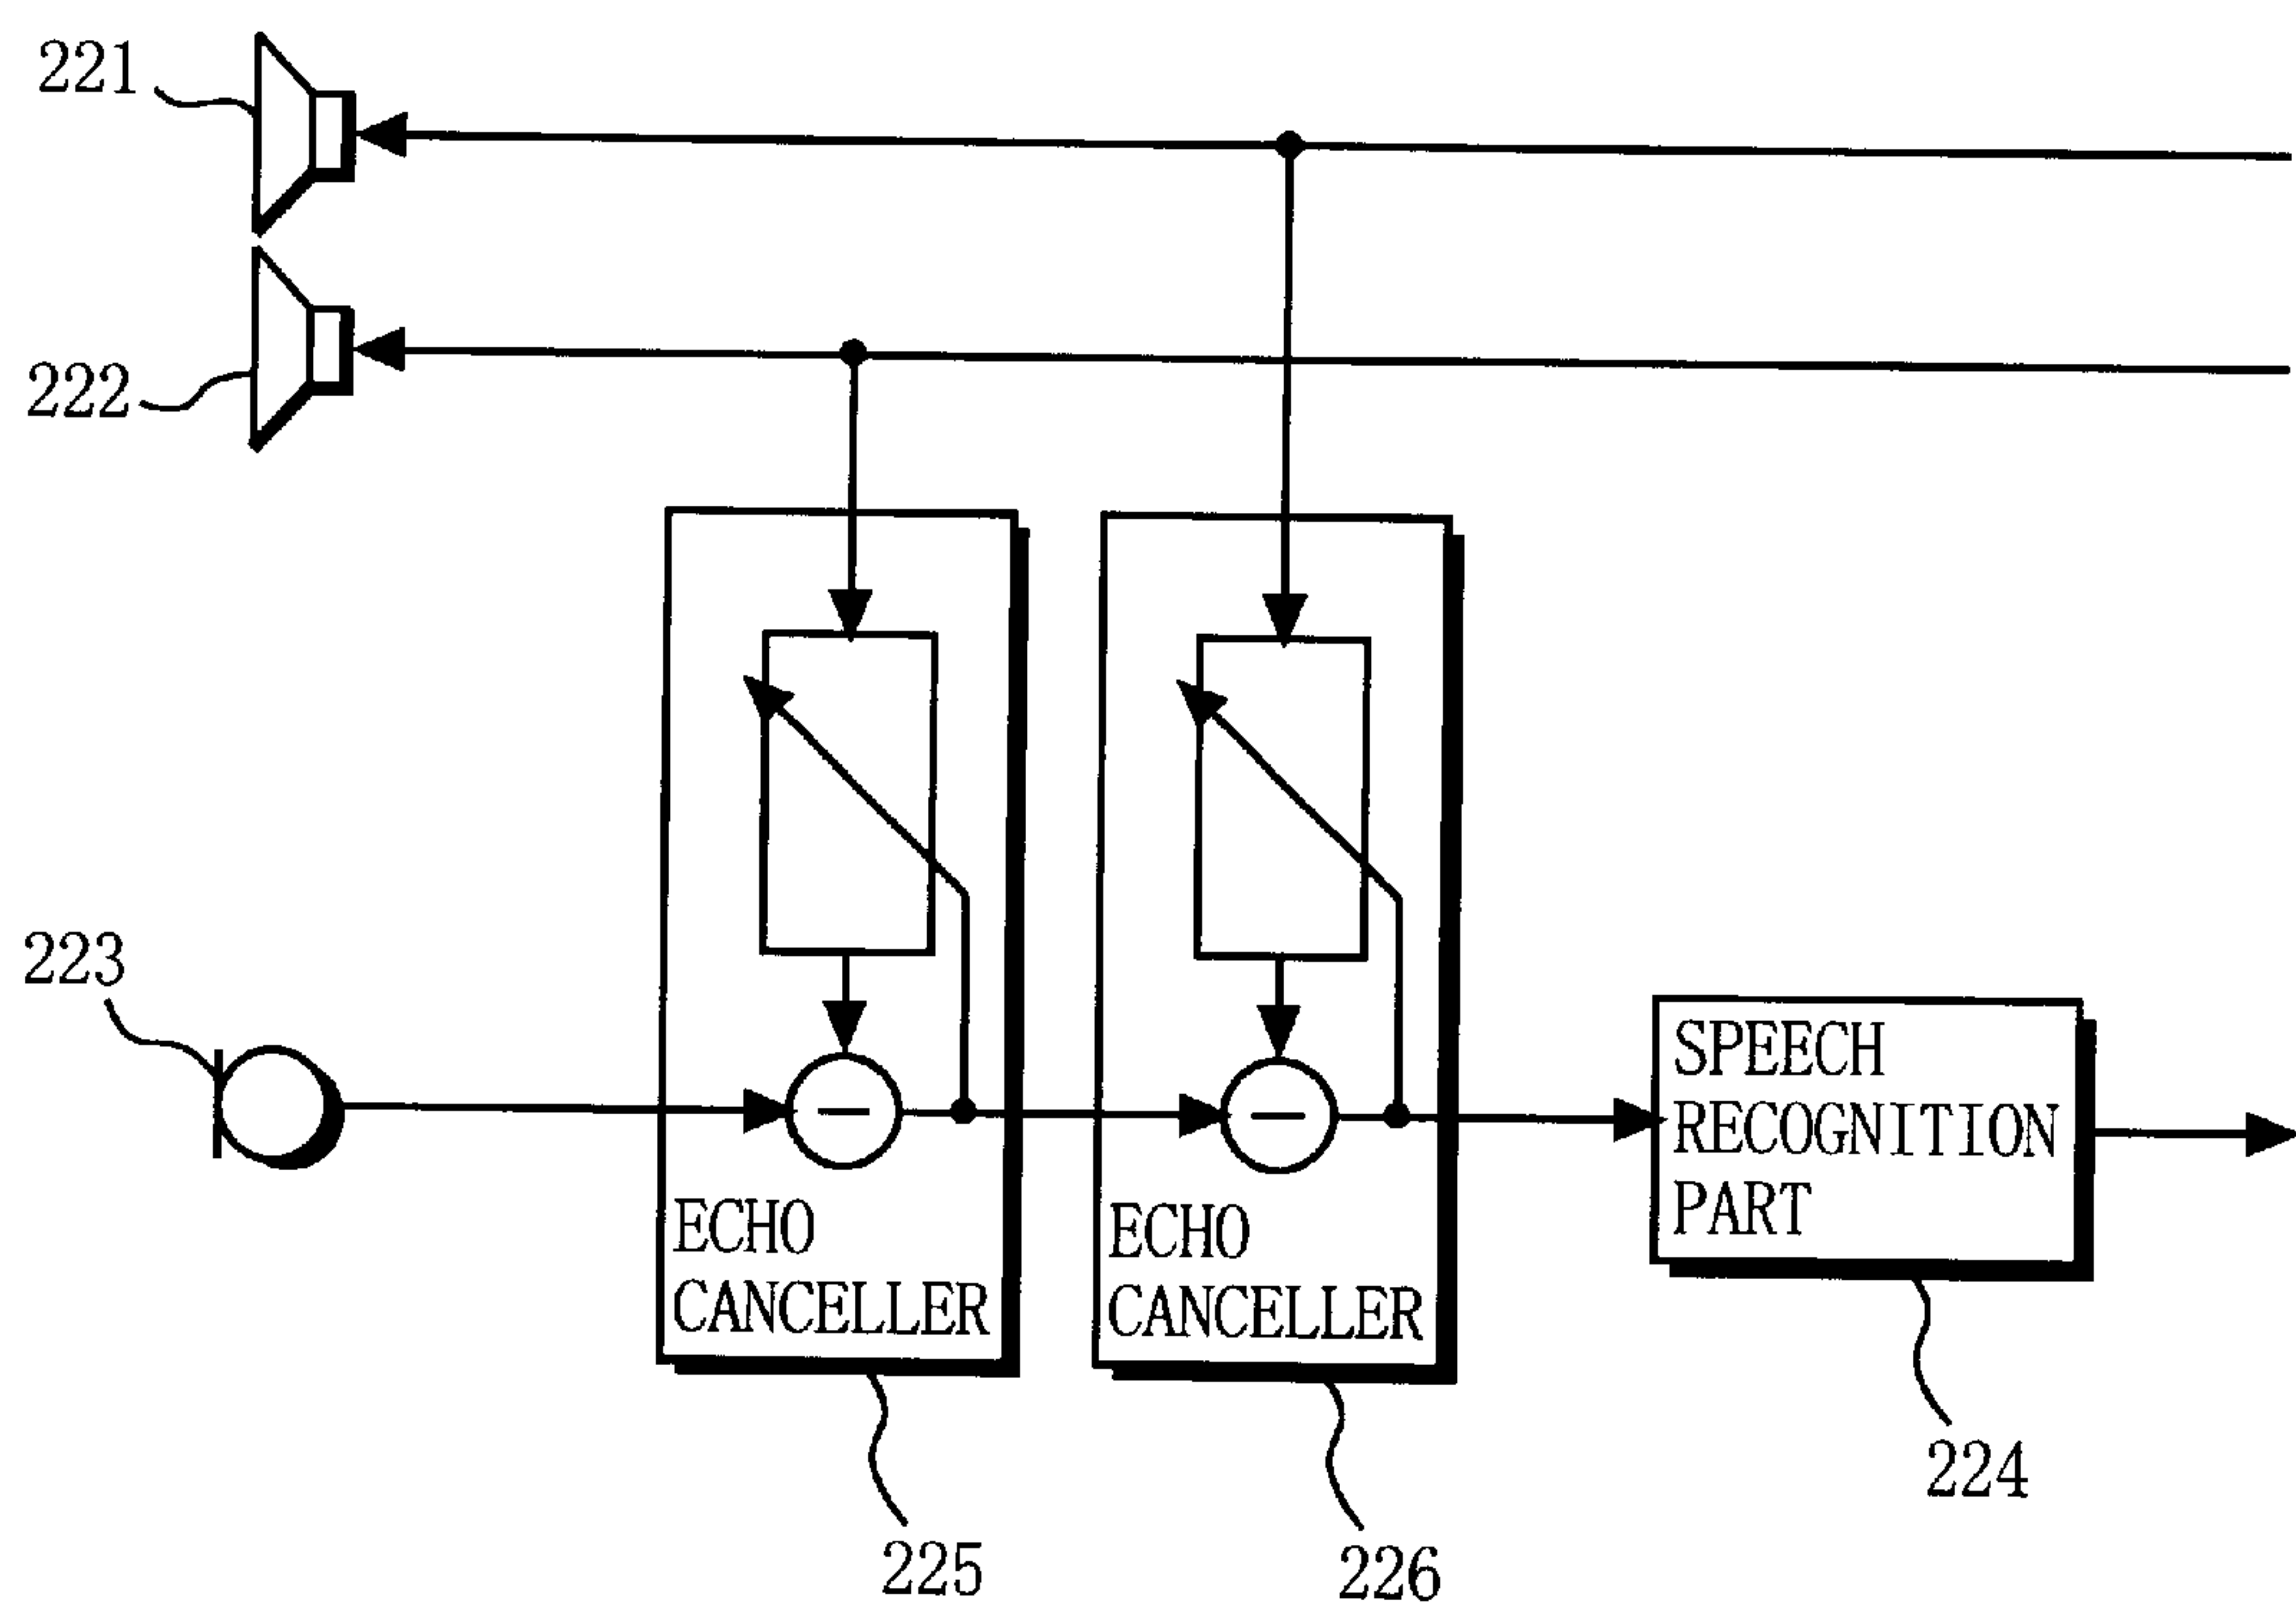 221
222
223
ECHO
CANCELLER
ECHO
CANCELLER
SPEECH
RECOGNITION
PART
224
225
226